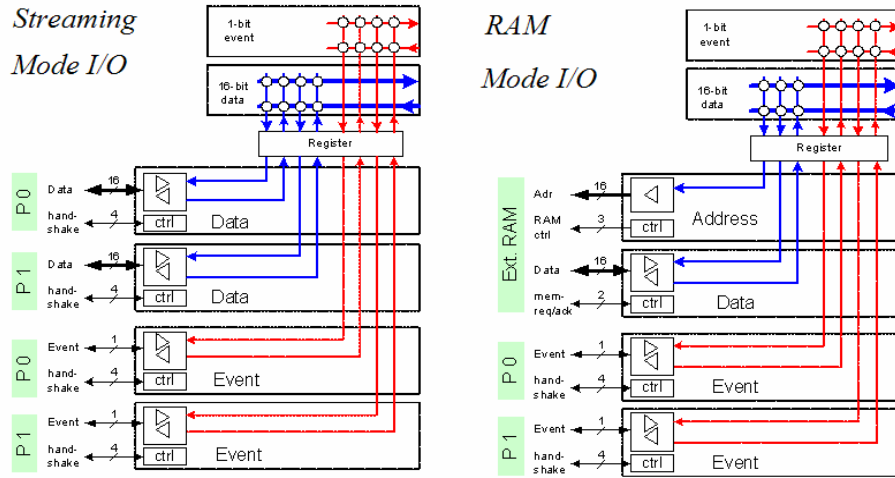 Streaming
Mode I/O
1-bit
event
16-bit
data
Register
P0
Data
16
hand-
shake
4
ctrl
Data
P1
Data
16
hand-
shake
4
ctrl
Data
P0
Event
1
hand-
shake
4
ctrl
Event
P1
Event
1
hand-
shake
4
ctrl
Event
RAM
Mode I/O
1-bit
event
16-bit
data
Register
Ext. RAM
Adr
16
RAM
ctrl
3
ctrl
Address
Data
16
mem-
req/ack
2
ctrl
Data
P0
Event
1
hand-
shake
4
ctrl
Event
P1
Event
1
hand-
shake
4
ctrl
Event